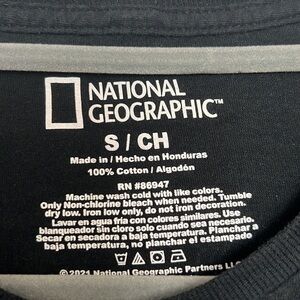 NATIONAL
GEOGRAPHIC™
S / CH
Made in / Hecho en Honduras
100% Cotton / Algodón
RN #86947
Machine wash cold with like colors.
Only Non-chlorine bleach when needed. Tumble
dry low. Iron low only, do not iron decoration.
Lavar en agua fría con colores similares. Use
blanqueador sin cloro solo cuando sea necesario.
Secar en secadora a baja temperatura. Planchar a
baja temperatura, no planchar el estampado
© 2021 National Geographic Partners LLC